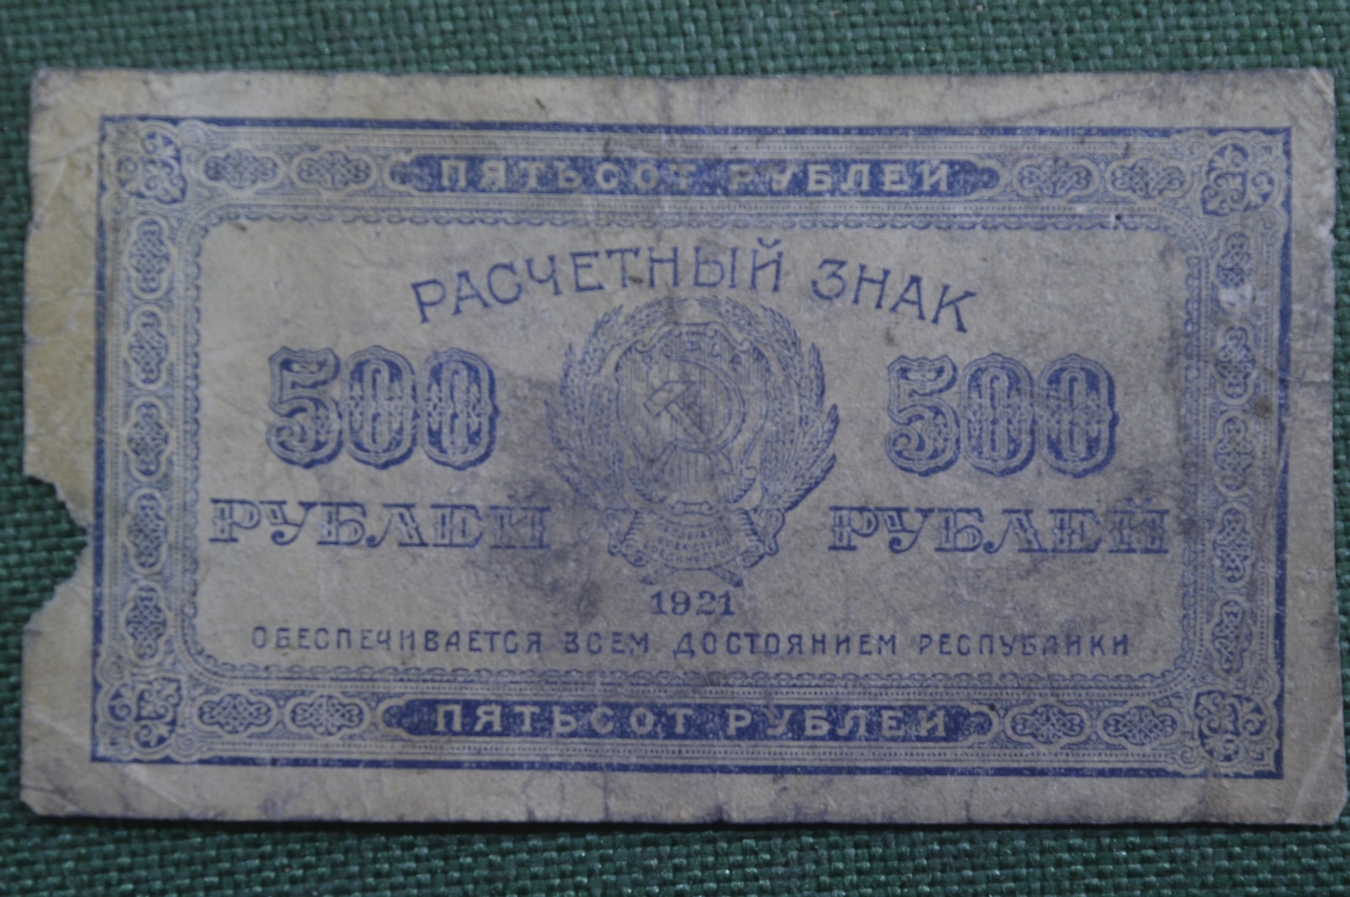 ПЯТЬСОТ РУБЛЕЙ
РАСЧЕТНЫЙ ЗНАК
500 500
РУБЛЕЙ РУБЛЕЙ
1921
ОБЕСПЕЧИВАЕТСЯ ВСЕМ ДОСТОЯНИЕМ РЕСПУБЛИКИ
ПЯТЬСОТ РУБЛЕЙ